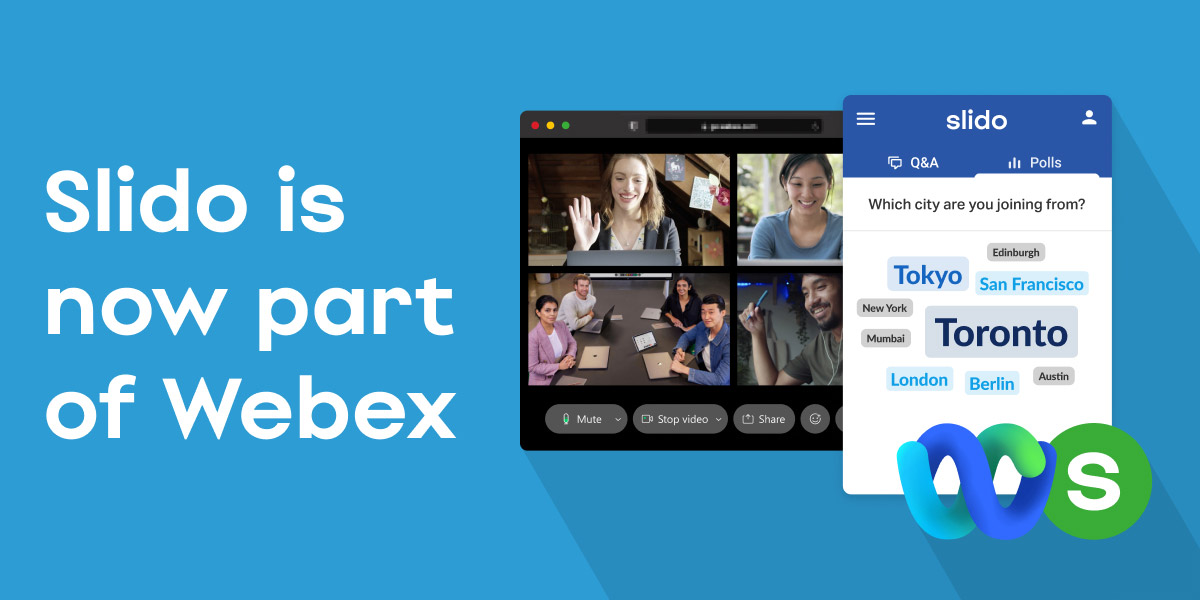 Slido is
now part
of Webex
Mute
Stop video
Share
slido
Q&A
Polls
Which city are you joining from?
Edinburgh
Tokyo
San Francisco
New York
Toronto
Mumbai
London
Berlin
Austin
S